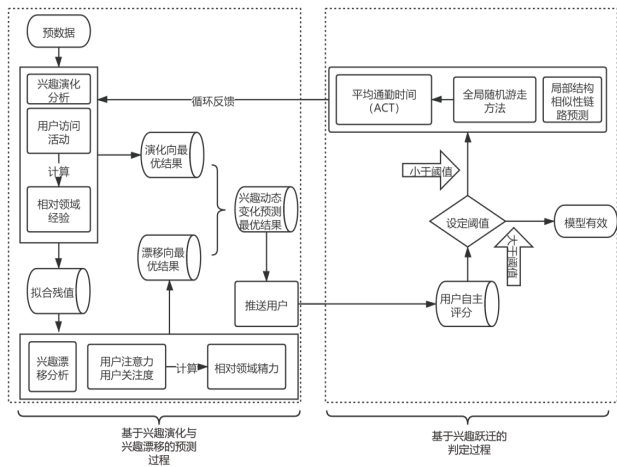 预数据
兴趣演化
分析
用户访问
活动
计算
相对领域
经验
拟合残值
兴趣漂
移分析
用户注意力
用户关注度
计算
相对领域精力
演化向最
优结果
漂移向最
优结果
兴趣动态
变化预测
最优结果
推送用户
循环反馈
平均通勤时间
（ACT）
全局随机游走
方法
局部结构
相似性链
路预测
小于阈值
设定阈值
大于阈值
模型有效
用户自主
评分
基于兴趣演化与
兴趣漂移的预测
过程
基于兴趣跃迁的
判定过程